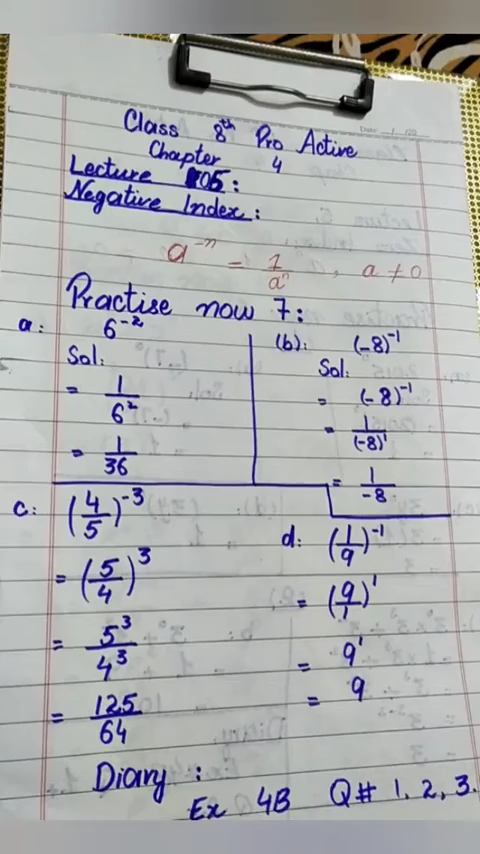 Class 8th Pro Active
Chapter 4
Lecture 05:
Negative Index:
a⁻ⁿ = 1/aⁿ, a ≠ 0
Practise now 7:
a: 6⁻²
Sol:
= 1/6²
= 1/36
(b): (-8)⁻¹
Sol:
= (-8)⁻¹
= 1/(-8)¹
= 1/-8
c: (4/5)⁻³
= (5/4)³
= 5³/4³
= 125/64
d: (1/9)⁻¹
= (9/1)¹
= 9¹
= 9
Diary:
Ex 4B Q# 1, 2, 3.